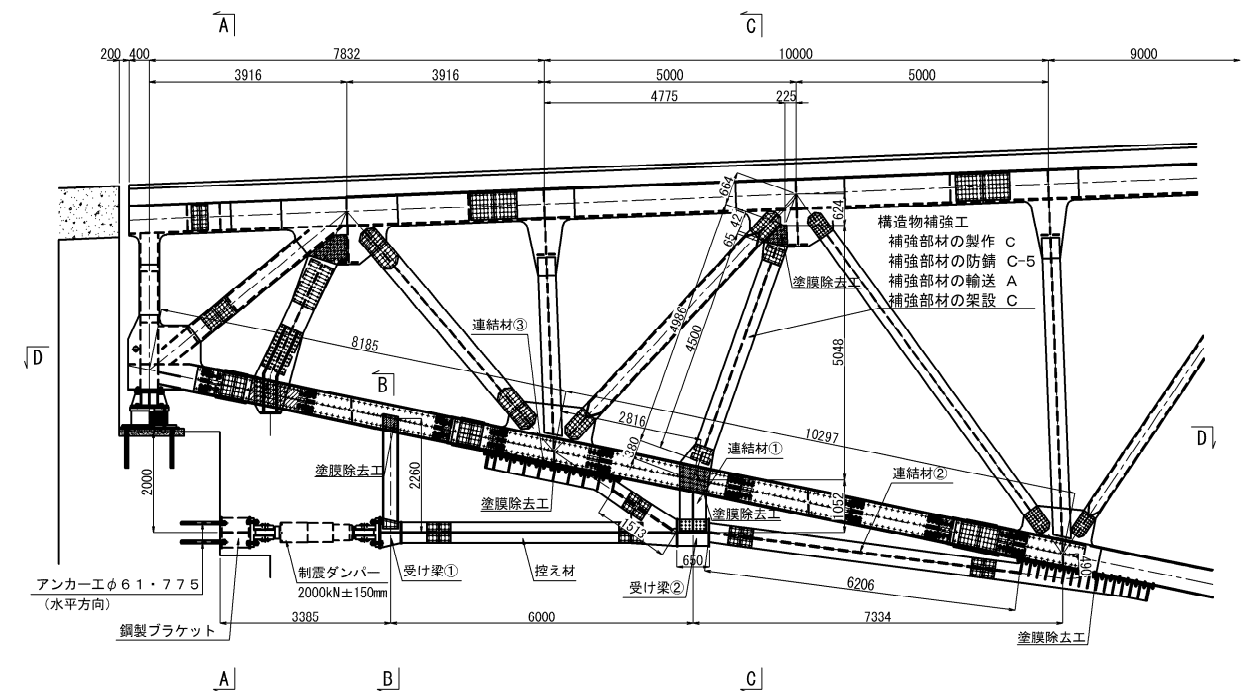 A
C
200
400
7832
10000
9000
3916
3916
5000
5000
4775
225
664
42
65
624
構造物補強工
補強部材の製作 C
補強部材の防錆 C-5
補強部材の輸送 A
補強部材の架設 C
塗膜除去工
連結材③
4986
4500
5048
8185
D
B
2816
10297
D
380
連結材①
連結材②
塗膜除去工
2260
2000
塗膜除去工
塗膜除去工
1052
1573
490
アンカー工φ61・775
(水平方向)
制震ダンパー
2000kN±150mm
受け梁①
控え材
受け梁②
650
6206
鋼製ブラケット
3385
6000
7334
塗膜除去工
A
B
C